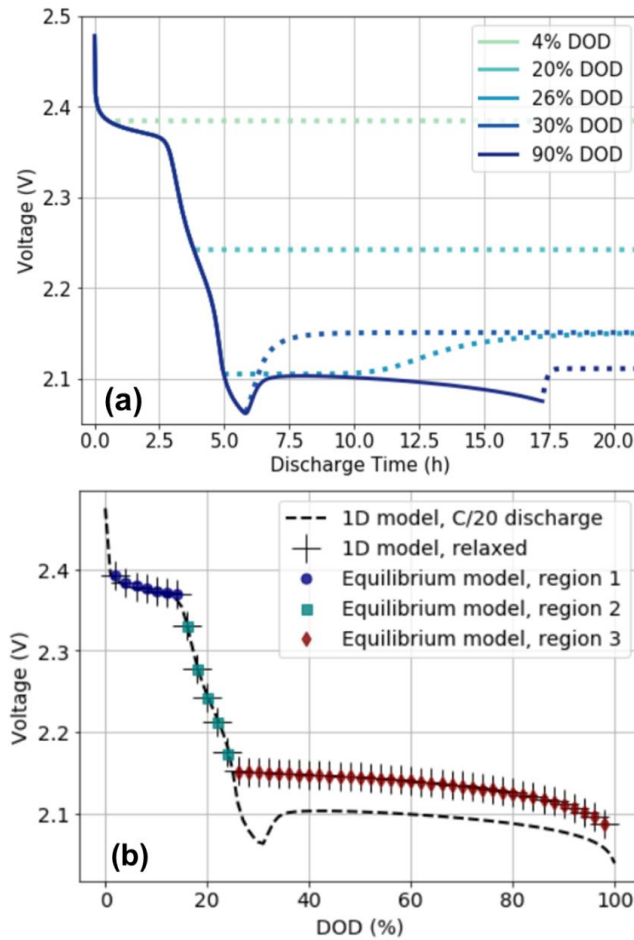 2.5
2.4
2.3
2.2
2.1
Voltage (V)
4% DOD
20% DOD
26% DOD
30% DOD
90% DOD
(a)
0.0 2.5 5.0 7.5 10.0 12.5 15.0 17.5 20.0
Discharge Time (h)
2.4
2.3
2.2
2.1
Voltage (V)
1D model, C/20 discharge
1D model, relaxed
Equilibrium model, region 1
Equilibrium model, region 2
Equilibrium model, region 3
(b)
0 20 40 60 80 100
DOD (%)